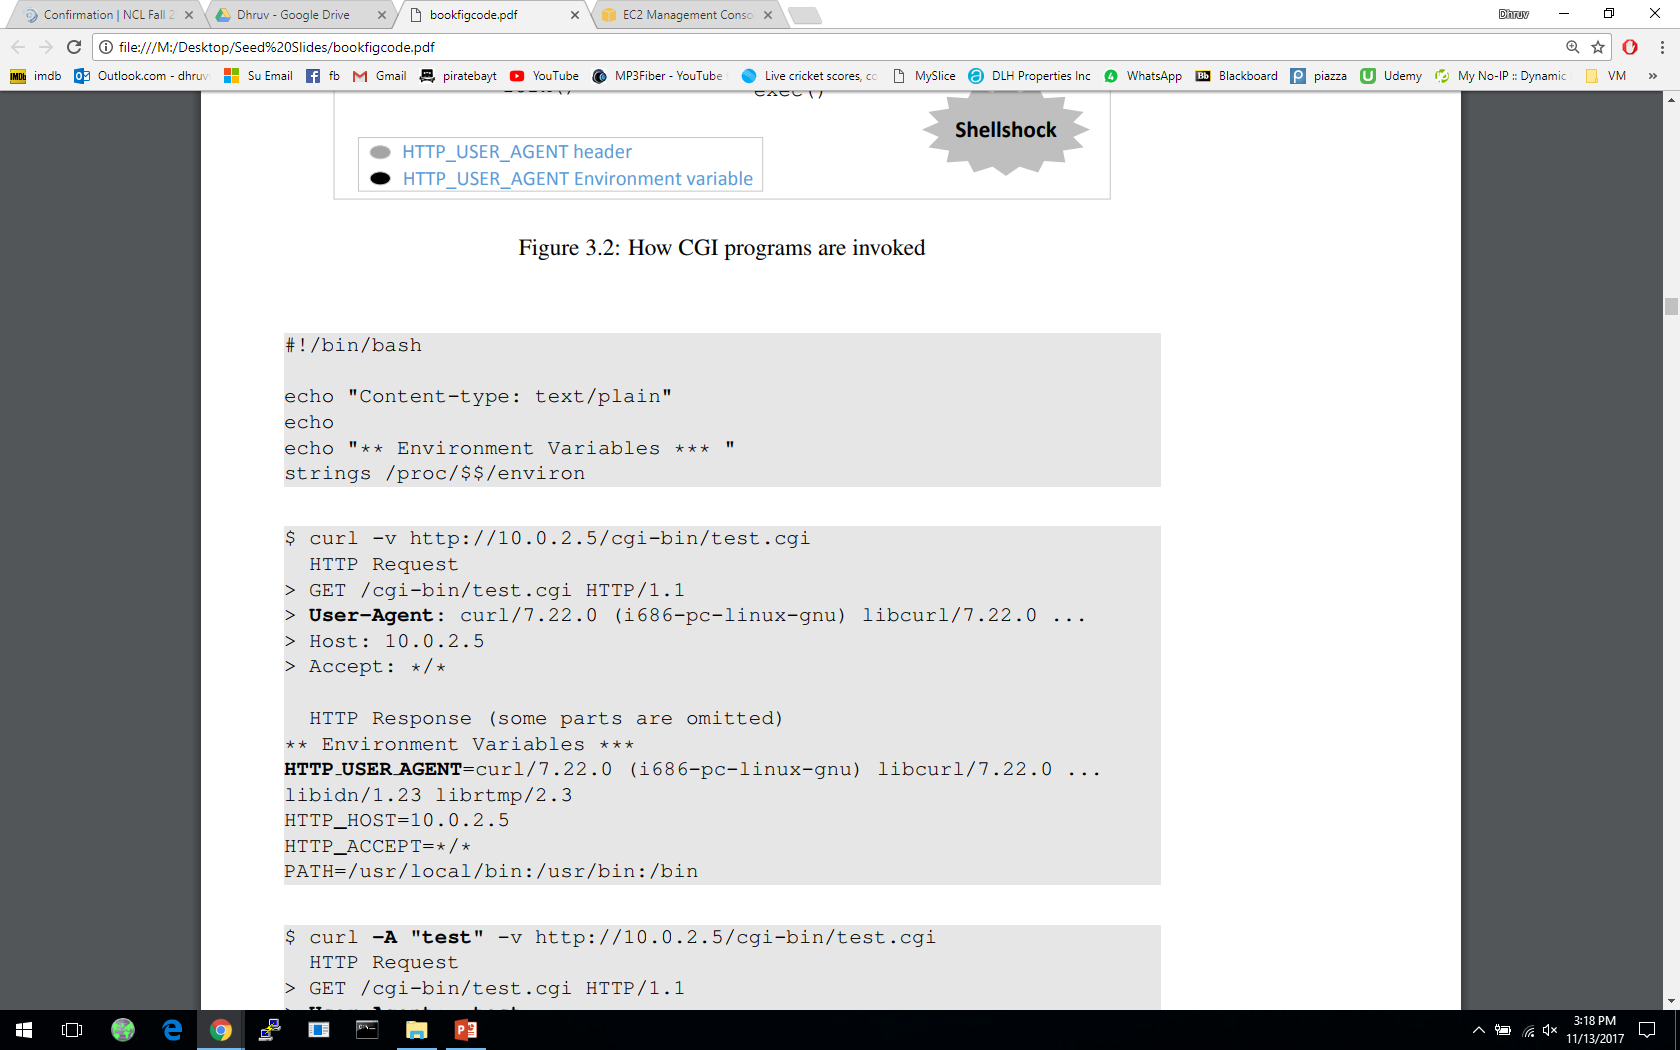 Confirmation | NCL Fall 2
Dhruv - Google Drive
bookfigcode.pdf
EC2 Management Conso
Dhruv
file:///M:/Desktop/Seed%20Slides/bookfigcode.pdf
imdb
Outlook.com - dhruv
Su Email
fb
Gmail
piratebayt
YouTube
MP3Fiber - YouTube
Live cricket scores, co
MySlice
DLH Properties Inc
WhatsApp
Bb
Blackboard
piazza
Udemy
My No-IP :: Dynamic
VM
»
exec()
Shellshock
HTTP_USER_AGENT header
HTTP_USER_AGENT Environment variable
Figure 3.2: How CGI programs are invoked
#!/bin/bash
echo "Content-type: text/plain"
echo
echo "** Environment Variables *** "
strings /proc/$$/environ
$ curl -v http://10.0.2.5/cgi-bin/test.cgi
HTTP Request
> GET /cgi-bin/test.cgi HTTP/1.1
> User-Agent: curl/7.22.0 (i686-pc-linux-gnu) libcurl/7.22.0 ...
> Host: 10.0.2.5
> Accept: */*
HTTP Response (some parts are omitted)
** Environment Variables ***
HTTP_USER_AGENT=curl/7.22.0 (i686-pc-linux-gnu) libcurl/7.22.0 ...
libidn/1.23 librtmp/2.3
HTTP_HOST=10.0.2.5
HTTP_ACCEPT=*/*
PATH=/usr/local/bin:/usr/bin:/bin
$ curl -A "test" -v http://10.0.2.5/cgi-bin/test.cgi
HTTP Request
> GET /cgi-bin/test.cgi HTTP/1.1
3:18 PM
11/13/2017